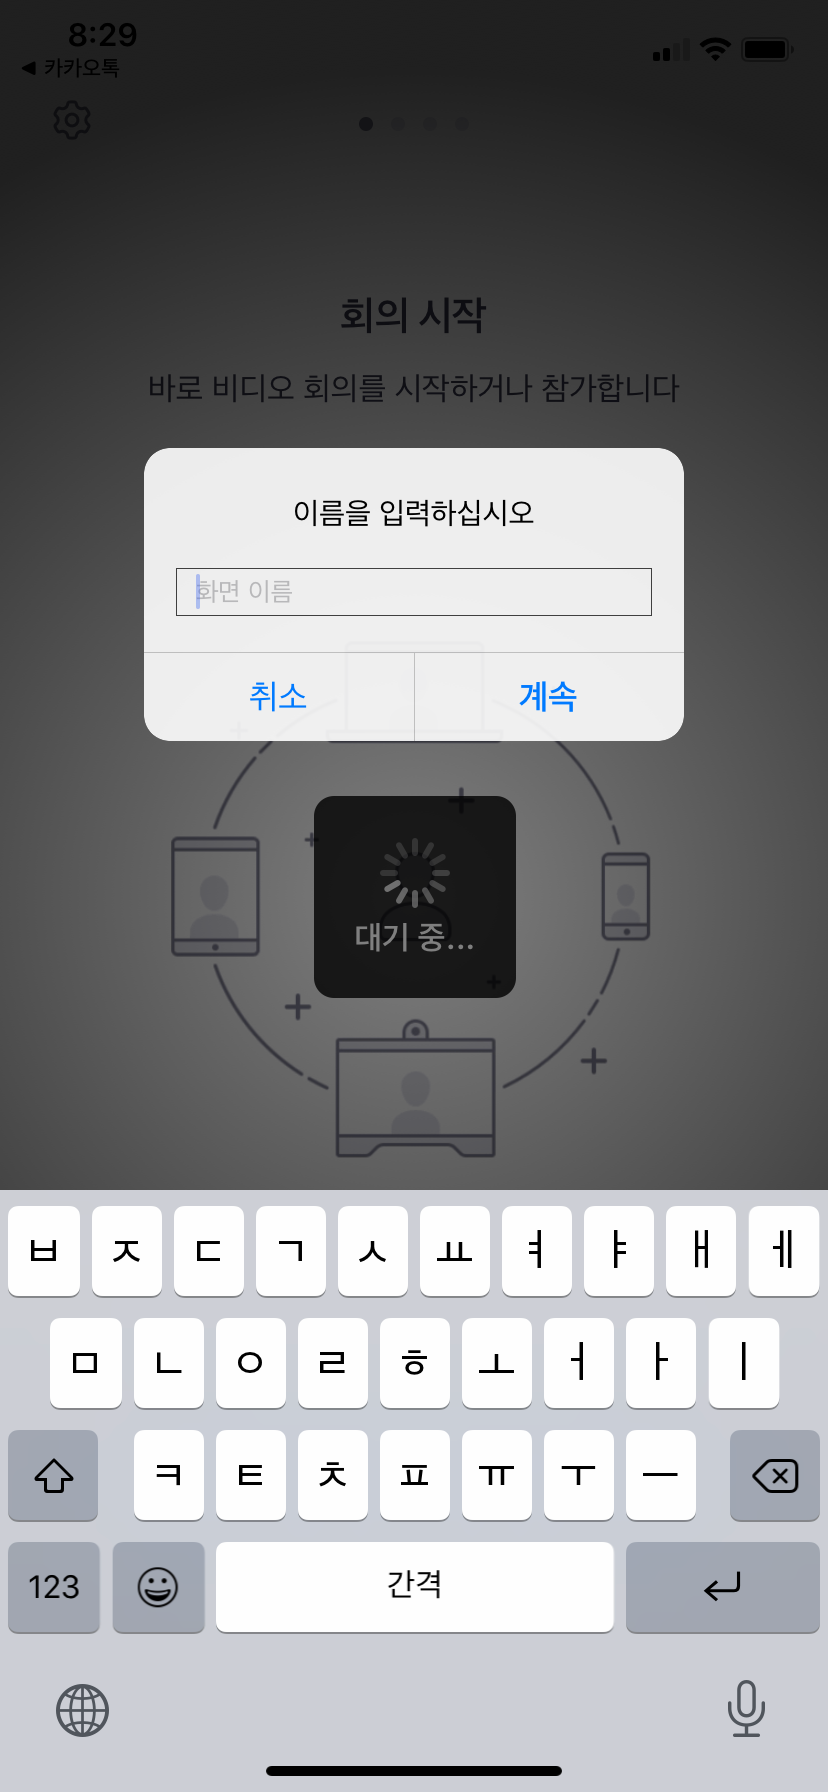 8:29
◀ 카카오톡
회의 시작
바로 비디오 회의를 시작하거나 참가합니다
이름을 입력하십시오
화면 이름
취소 계속
대기 중...
ㅂ ㅈ ㄷ ㄱ ㅅ ㅛ ㅕ ㅑ ㅐ ㅔ
ㅁ ㄴ ㅇ ㄹ ㅎ ㅗ ㅓ ㅏ ㅣ
ㅋ ㅌ ㅊ ㅍ ㅠ ㅜ ㅡ
123 간격